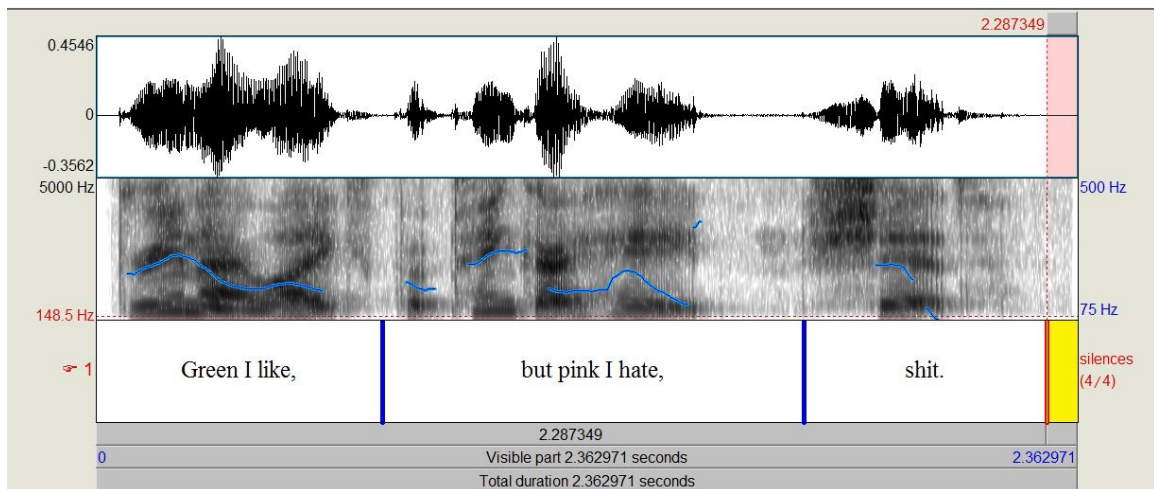 2.287349
0.4546
0
-0.3562
5000 Hz
500 Hz
148.5 Hz
75 Hz
☞ 1
Green I like,
but pink I hate,
shit.
silences
(4/4)
2.287349
0
Visible part 2.362971 seconds
2.362971
Total duration 2.362971 seconds